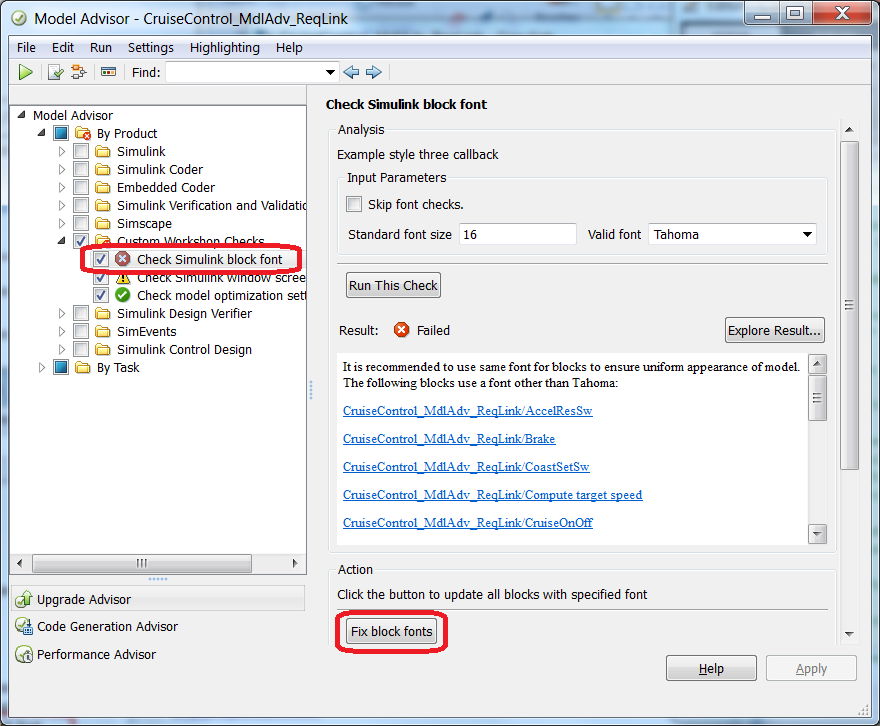 Model Advisor - CruiseControl_MdlAdv_ReqLink
File Edit Run Settings Highlighting Help
Find:
Model Advisor
By Product
Simulink
Simulink Coder
Embedded Coder
Simulink Verification and Validatio
Simscape
Custom Workshop Checks
Check Simulink block font
Check Simulink window scree
Check model optimization sett
Simulink Design Verifier
SimEvents
Simulink Control Design
By Task
Upgrade Advisor
Code Generation Advisor
Performance Advisor
Check Simulink block font
Analysis
Example style three callback
Input Parameters
Skip font checks.
Standard font size 16 Valid font Tahoma
Run This Check
Result: Failed Explore Result...
It is recommended to use same font for blocks to ensure uniform appearance of model.
The following blocks use a font other than Tahoma:
CruiseControl_MdlAdv_ReqLink/AccelResSw
CruiseControl_MdlAdv_ReqLink/Brake
CruiseControl_MdlAdv_ReqLink/CoastSetSw
CruiseControl_MdlAdv_ReqLink/Compute target speed
CruiseControl_MdlAdv_ReqLink/CruiseOnOff
Action
Click the button to update all blocks with specified font
Fix block fonts
Help Apply